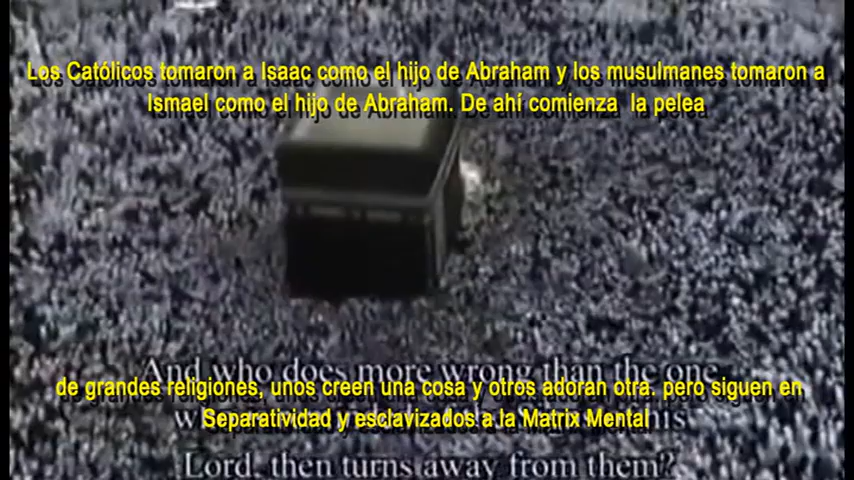 Los Católicos tomaron a Isaac como el hijo de Abraham y los musulmanes tomaron a
Ismael como el hijo de Abraham. De ahí comienza la pelea
And who does more wrong than the one
de grandes religiones, unos creen una cosa y otros adoran otra. pero siguen en
Separatividad y esclavizados a la Matrix Mental
Lord, then turns away from them?